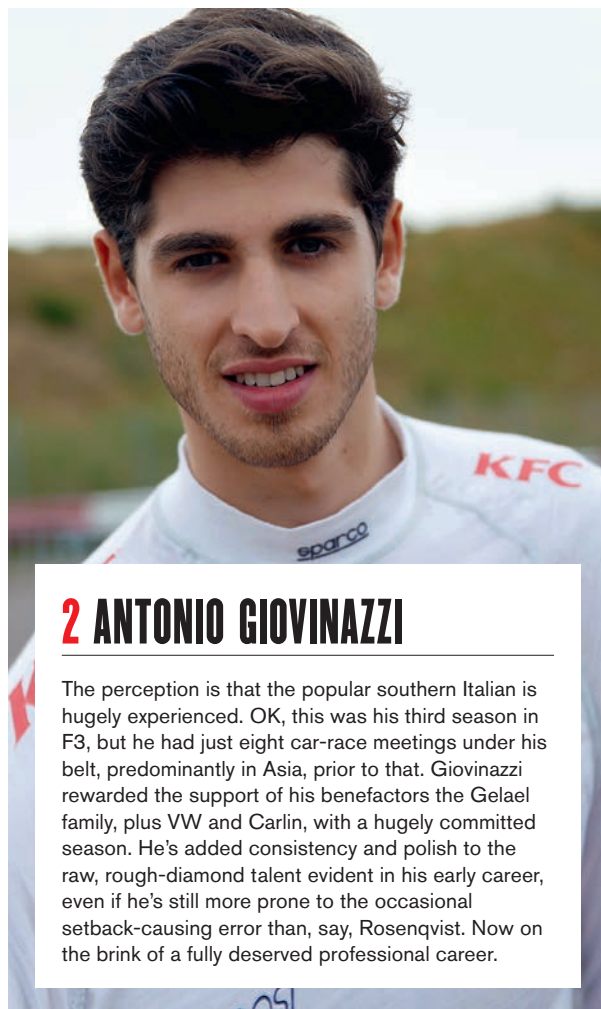 KFC
sparco
2 ANTONIO GIOVINAZZI
The perception is that the popular southern Italian is
hugely experienced. OK, this was his third season in
F3, but he had just eight car-race meetings under his
belt, predominantly in Asia, prior to that. Giovinazzi
rewarded the support of his benefactors the Gelael
family, plus VW and Carlin, with a hugely committed
season. He’s added consistency and polish to the
raw, rough-diamond talent evident in his early career,
even if he’s still more prone to the occasional
setback-causing error than, say, Rosenqvist. Now on
the brink of a fully deserved professional career.